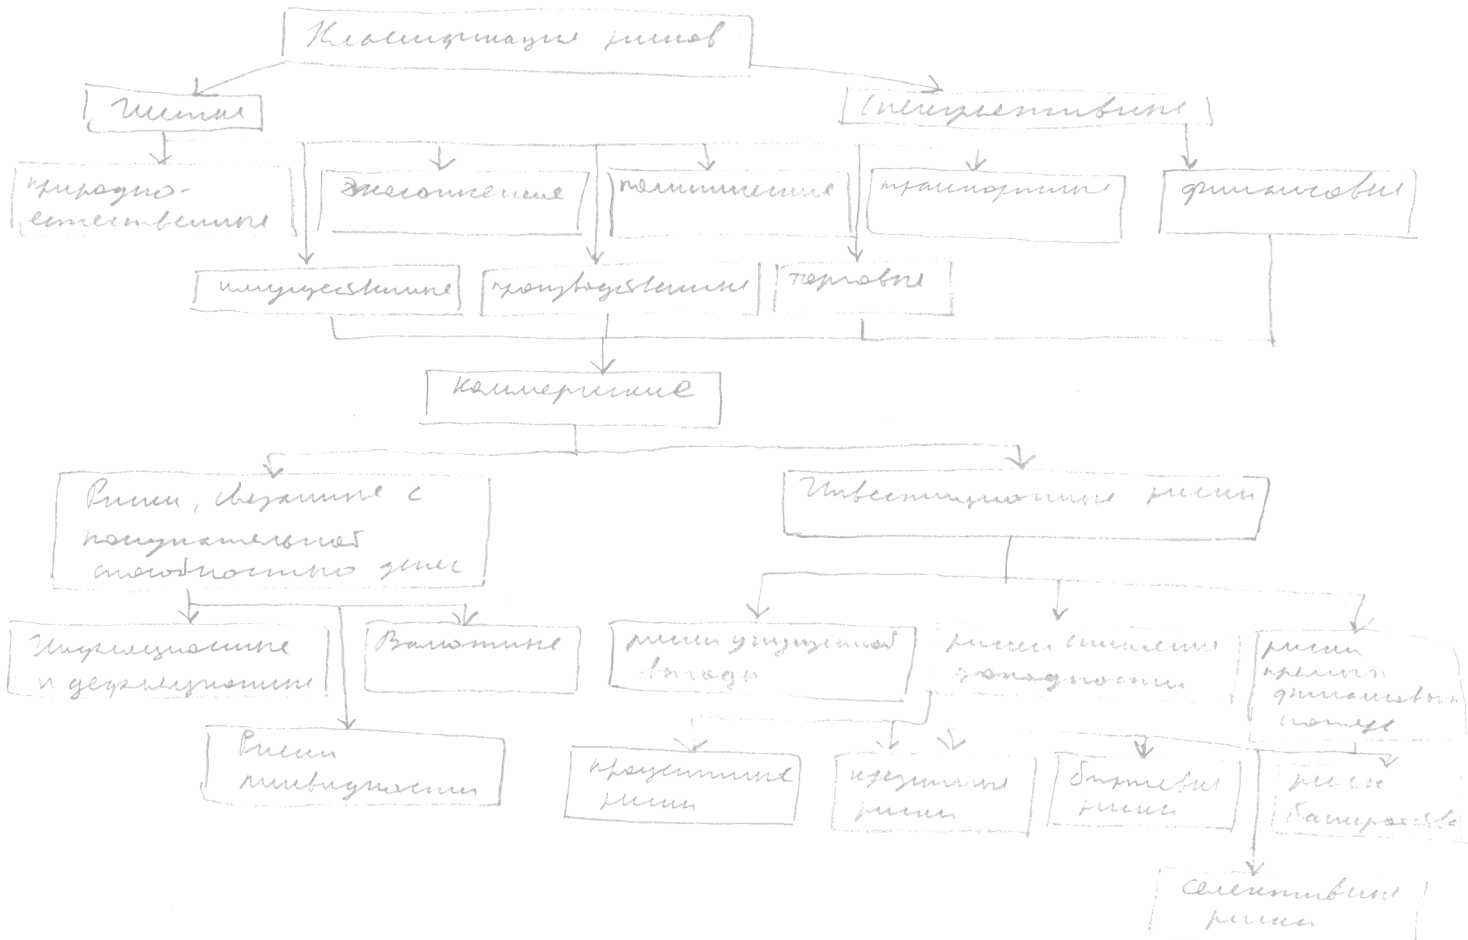 Классификация рисков
Чистые
Спекулятивные
природно-
естественные
Экологические
политические
транспортные
финансовые
имущественные
производственные
торговые
Коммерческие
Риски, связанные с
покупательной
способностью денег
Инвестиционные риски
Инфляционные
и дефляционные
Валютные
риски упущенной
выгоды
риски снижения
доходности
риски
прямых
финансовых
потерь
Риски
ликвидности
процентные
риски
кредитные
риски
биржевые
риски
риски
банкротства
селективные
риски